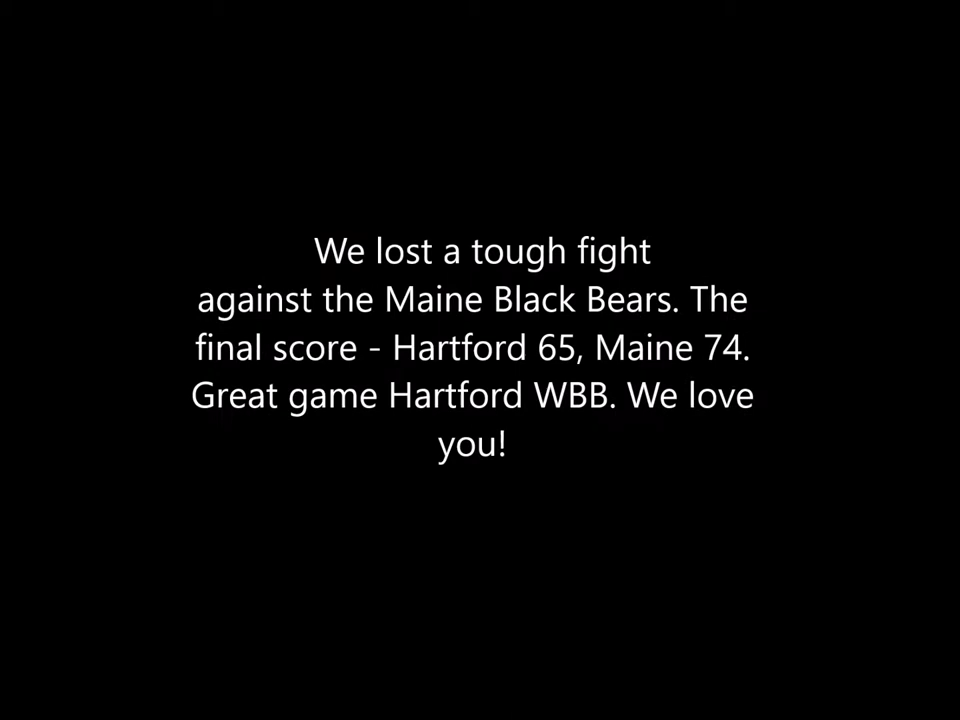 We lost a tough fight
against the Maine Black Bears. The
final score - Hartford 65, Maine 74.
Great game Hartford WBB. We love
you!